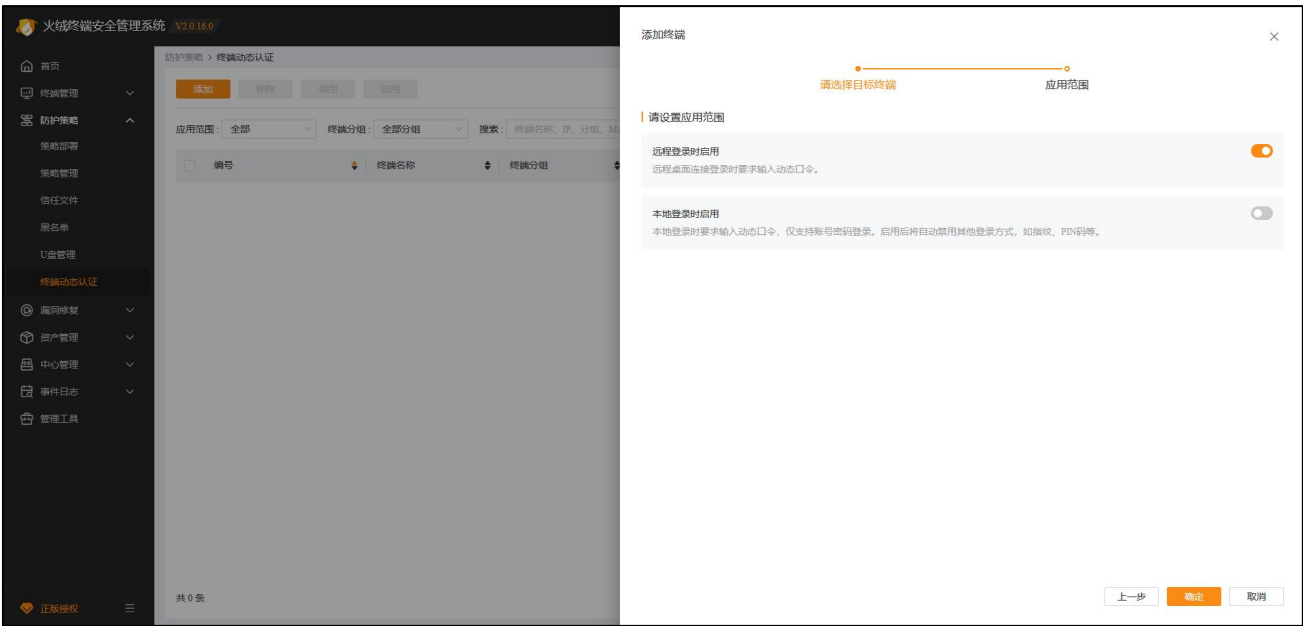 火绒终端安全管理系统 V2.0.16.0
首页
终端管理
防护策略
策略部署
策略管理
信任文件
黑名单
U盘管理
终端动态认证
漏洞修复
资产管理
中心管理
事件日志
管理工具
正版授权
防护策略 > 终端动态认证
添加 移除 停用 启用
应用范围: 全部 终端分组: 全部分组 搜索: 终端名称, IP, 分组, MA
编号 终端名称 终端分组
共 0 条
添加终端
请选择目标终端 应用范围
请设置应用范围
远程登录时启用
远程桌面连接登录时要求输入动态口令。
本地登录时启用
本地登录时要求输入动态口令，仅支持账号密码登录。启用后将自动禁用其他登录方式，如指纹、PIN码等。
上一步 确定 取消